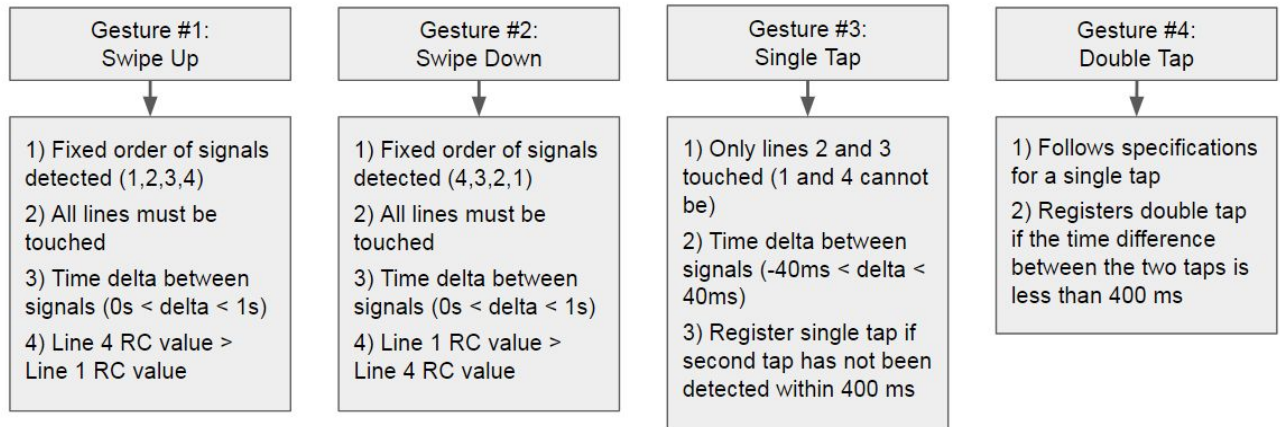 Gesture #1:
Swipe Up
1) Fixed order of signals
detected (1,2,3,4)
2) All lines must be
touched
3) Time delta between
signals (0s < delta < 1s)
4) Line 4 RC value >
Line 1 RC value
Gesture #2:
Swipe Down
1) Fixed order of signals
detected (4,3,2,1)
2) All lines must be
touched
3) Time delta between
signals (0s < delta < 1s)
4) Line 1 RC value >
Line 4 RC value
Gesture #3:
Single Tap
1) Only lines 2 and 3
touched (1 and 4 cannot
be)
2) Time delta between
signals (-40ms < delta <
40ms)
3) Register single tap if
second tap has not been
detected within 400 ms
Gesture #4:
Double Tap
1) Follows specifications
for a single tap
2) Registers double tap
if the time difference
between the two taps is
less than 400 ms